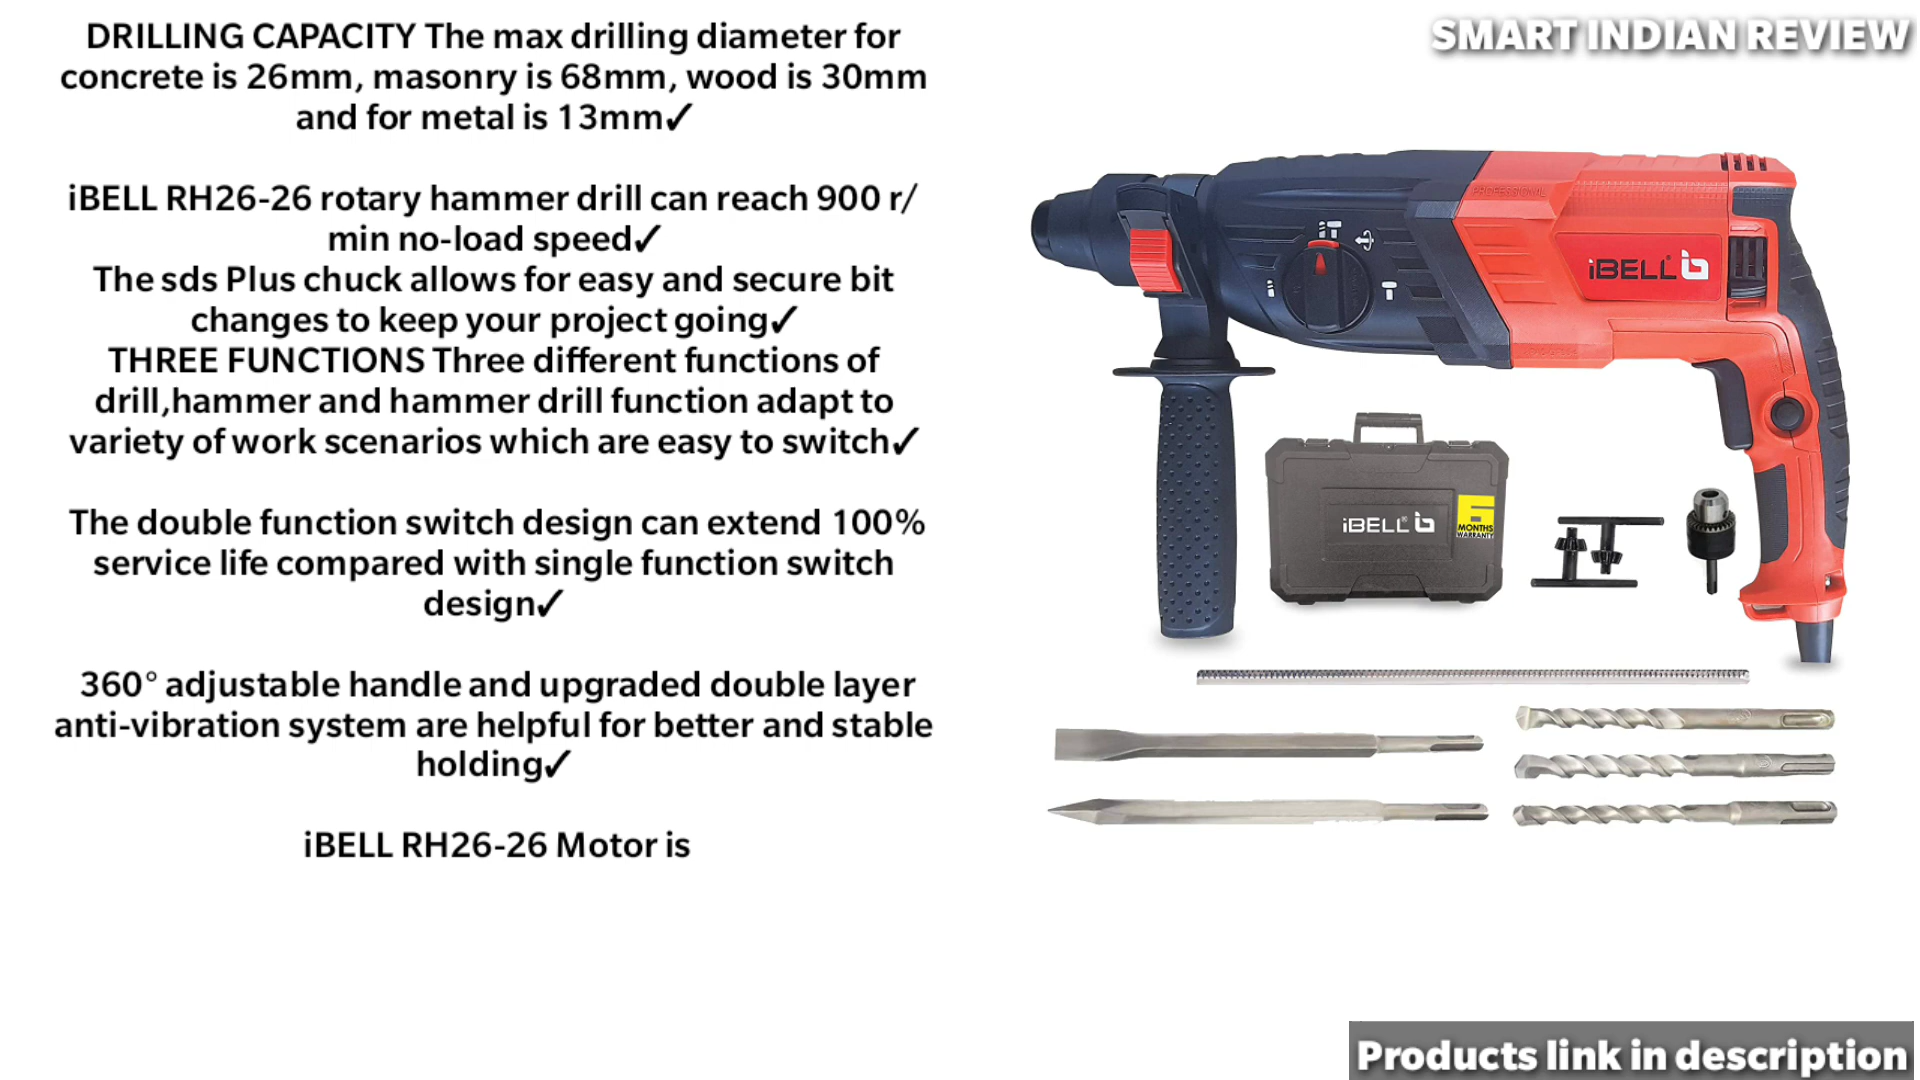 DRILLING CAPACITY The max drilling diameter for
concrete is 26mm, masonry is 68mm, wood is 30mm
and for metal is 13mm✓
iBELL RH26-26 rotary hammer drill can reach 900 r/
min no-load speed✓
The sds Plus chuck allows for easy and secure bit
changes to keep your project going✓
THREE FUNCTIONS Three different functions of
drill,hammer and hammer drill function adapt to
variety of work scenarios which are easy to switch✓
The double function switch design can extend 100%
service life compared with single function switch
design✓
360° adjustable handle and upgraded double layer
anti-vibration system are helpful for better and stable
holding✓
iBELL RH26-26 Motor is
SMART INDIAN REVIEW
PROFESSIONAL
iBELL®
iBELL®
6
MONTHS
WARRANTY
Products link in description